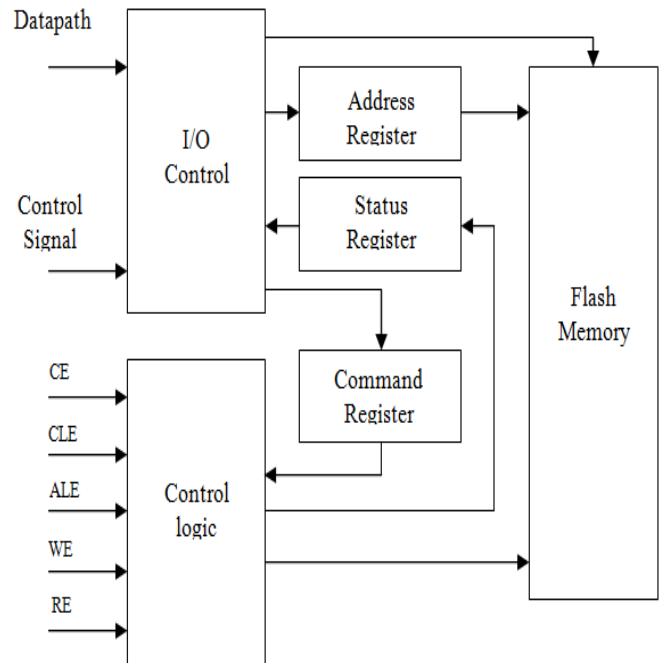 Datapath
I/O
Control
Address
Register
Control
Signal
Status
Register
Flash
Memory
Command
Register
CE
CLE
ALE
WE
RE
Control
logic